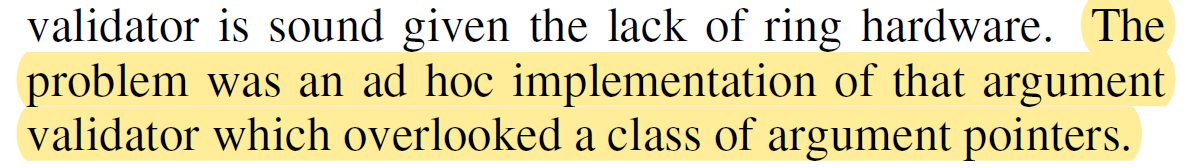 validator is sound given the lack of ring hardware. The
problem was an ad hoc implementation of that argument
validator which overlooked a class of argument pointers.